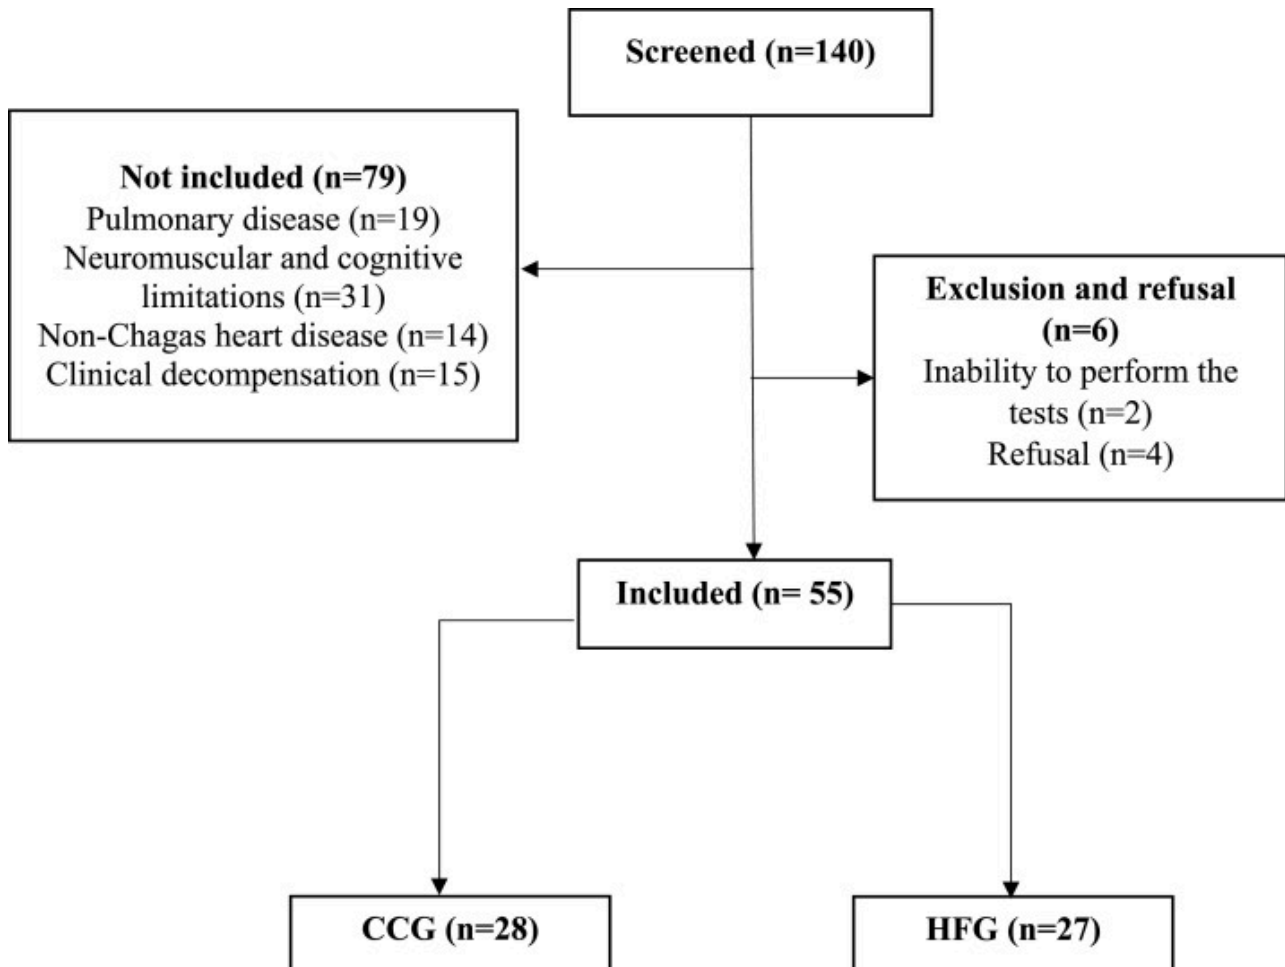 Screened (n=140)
Not included (n=79)
Pulmonary disease (n=19)
Neuromuscular and cognitive
limitations (n=31)
Non-Chagas heart disease (n=14)
Clinical decompensation (n=15)
Exclusion and refusal
(n=6)
Inability to perform the
tests (n=2)
Refusal (n=4)
Included (n= 55)
CCG (n=28)
HFG (n=27)